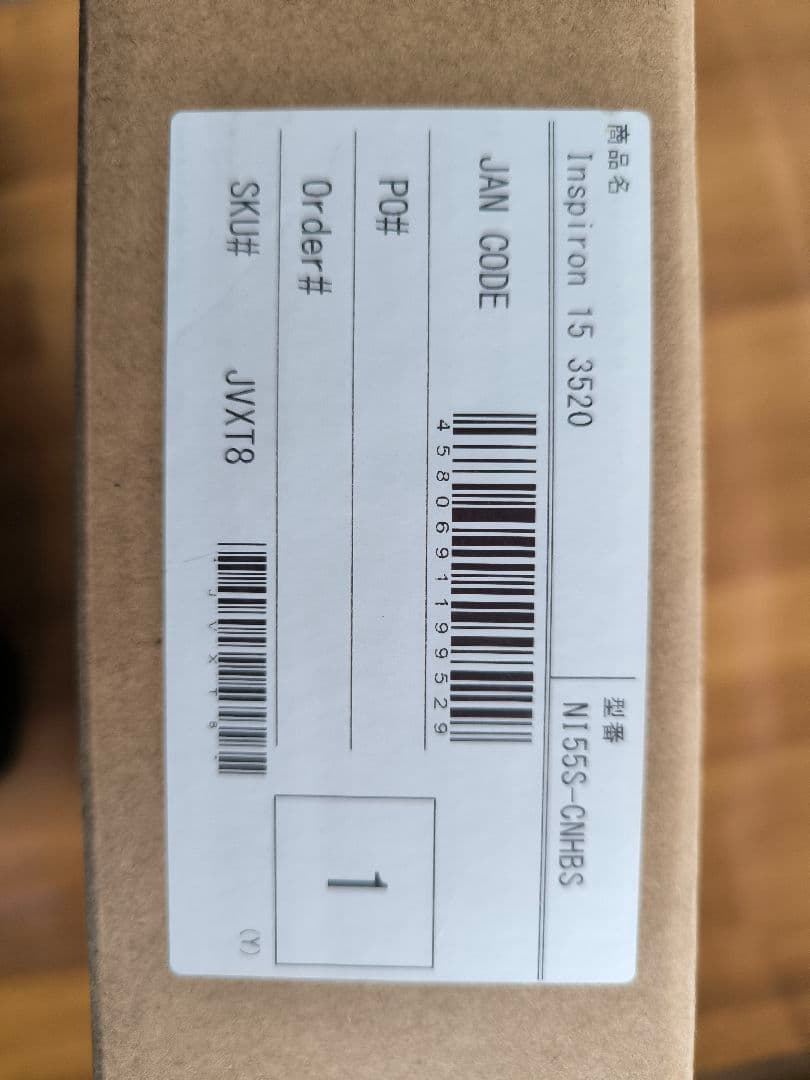 商品名
Inspiron 15 3520
型番
NI55S-CNHBS
JAN CODE
4580691199529
PO#
Order#
1
SKU# JVXT8
JVXT8
(Y)